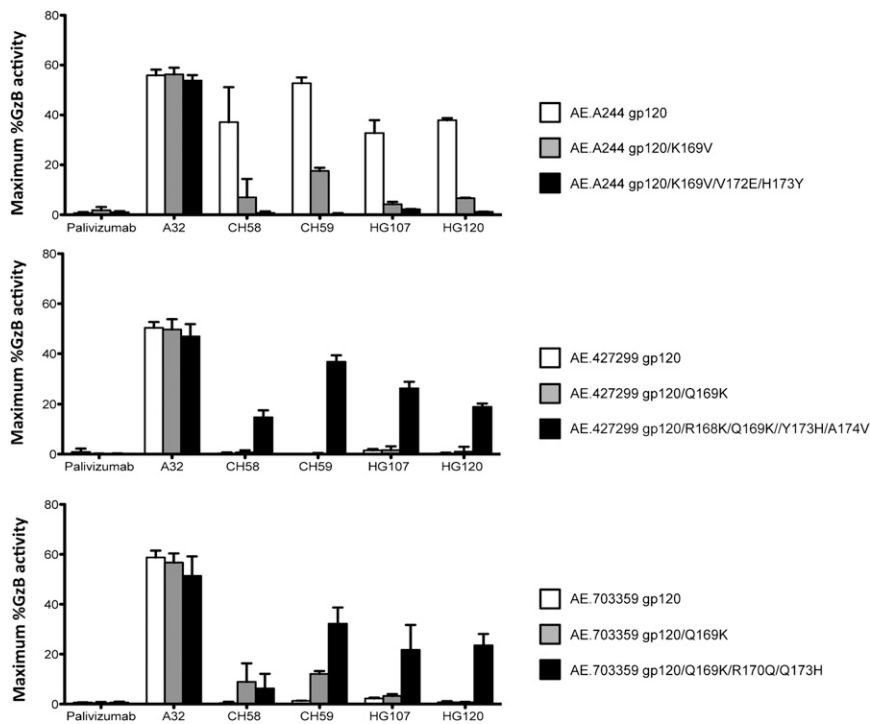 Maximum %GzB activity
80
60
40
20
0
Palivizumab A32 CH58 CH59 HG107 HG120
AE.A244 gp120
AE.A244 gp120/K169V
AE.A244 gp120/K169V/V172E/H173Y
Maximum %GzB activity
80
60
40
20
0
Palivizumab A32 CH58 CH59 HG107 HG120
AE.427299 gp120
AE.427299 gp120/Q169K
AE.427299 gp120/R168K/Q169K//Y173H/A174V
Maximum %GzB activity
80
60
40
20
0
Palivizumab A32 CH58 CH59 HG107 HG120
AE.703359 gp120
AE.703359 gp120/Q169K
AE.703359 gp120/Q169K/R170Q/Q173H